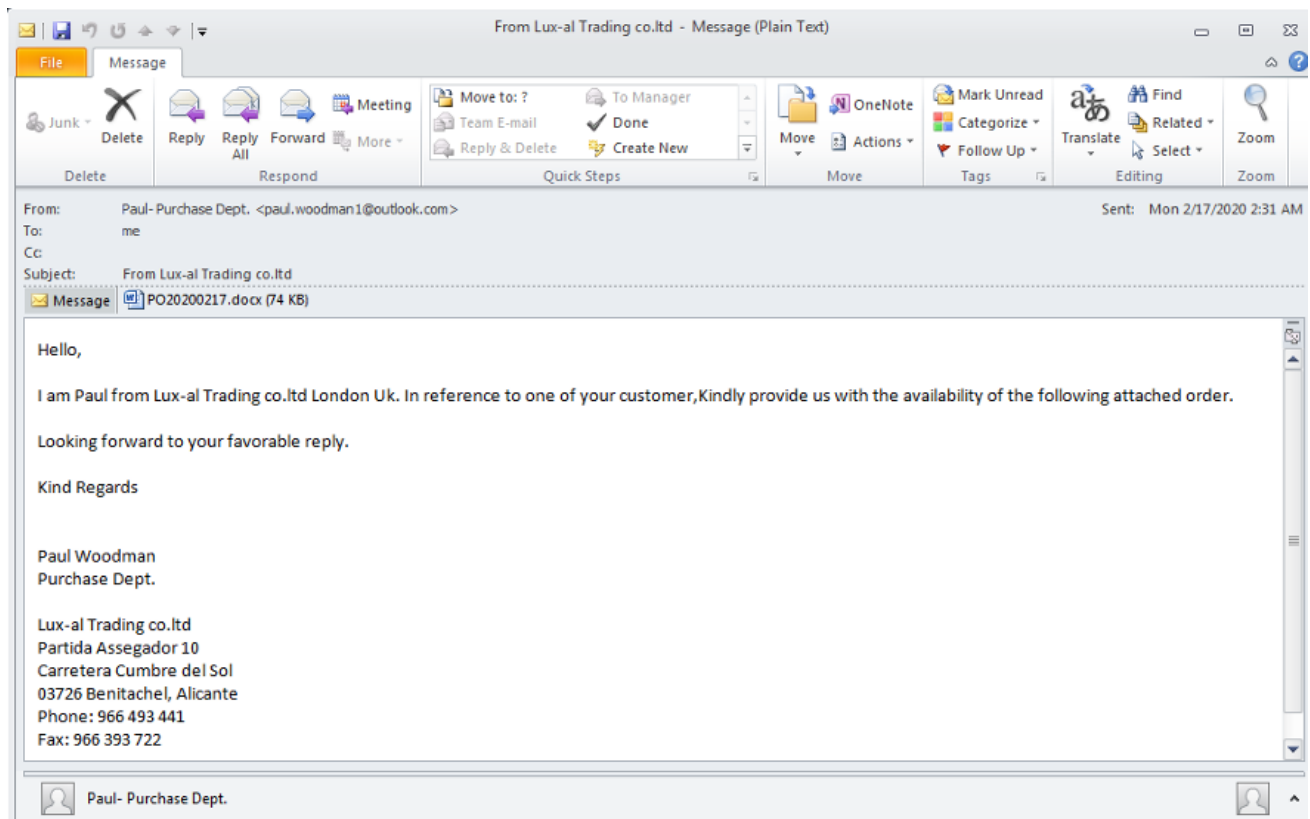 From Lux-al Trading co.ltd - Message (Plain Text)
File Message
Junk Delete Reply Reply All Forward Meeting More
Move to: ? To Manager
Team E-mail Done
Reply & Delete Create New
Move OneNote Actions
Mark Unread Categorize Follow Up
Translate Find Related Select Zoom
Delete Respond Quick Steps Move Tags Editing Zoom
From: Paul- Purchase Dept. <paul.woodman1@outlook.com> Sent: Mon 2/17/2020 2:31 AM
To: me
Cc:
Subject: From Lux-al Trading co.ltd
Message PO20200217.docx (74 KB)
Hello,
I am Paul from Lux-al Trading co.ltd London Uk. In reference to one of your customer,Kindly provide us with the availability of the following attached order.
Looking forward to your favorable reply.
Kind Regards
Paul Woodman
Purchase Dept.
Lux-al Trading co.ltd
Partida Assegador 10
Carretera Cumbre del Sol
03726 Benitachel, Alicante
Phone: 966 493 441
Fax: 966 393 722
Paul- Purchase Dept.